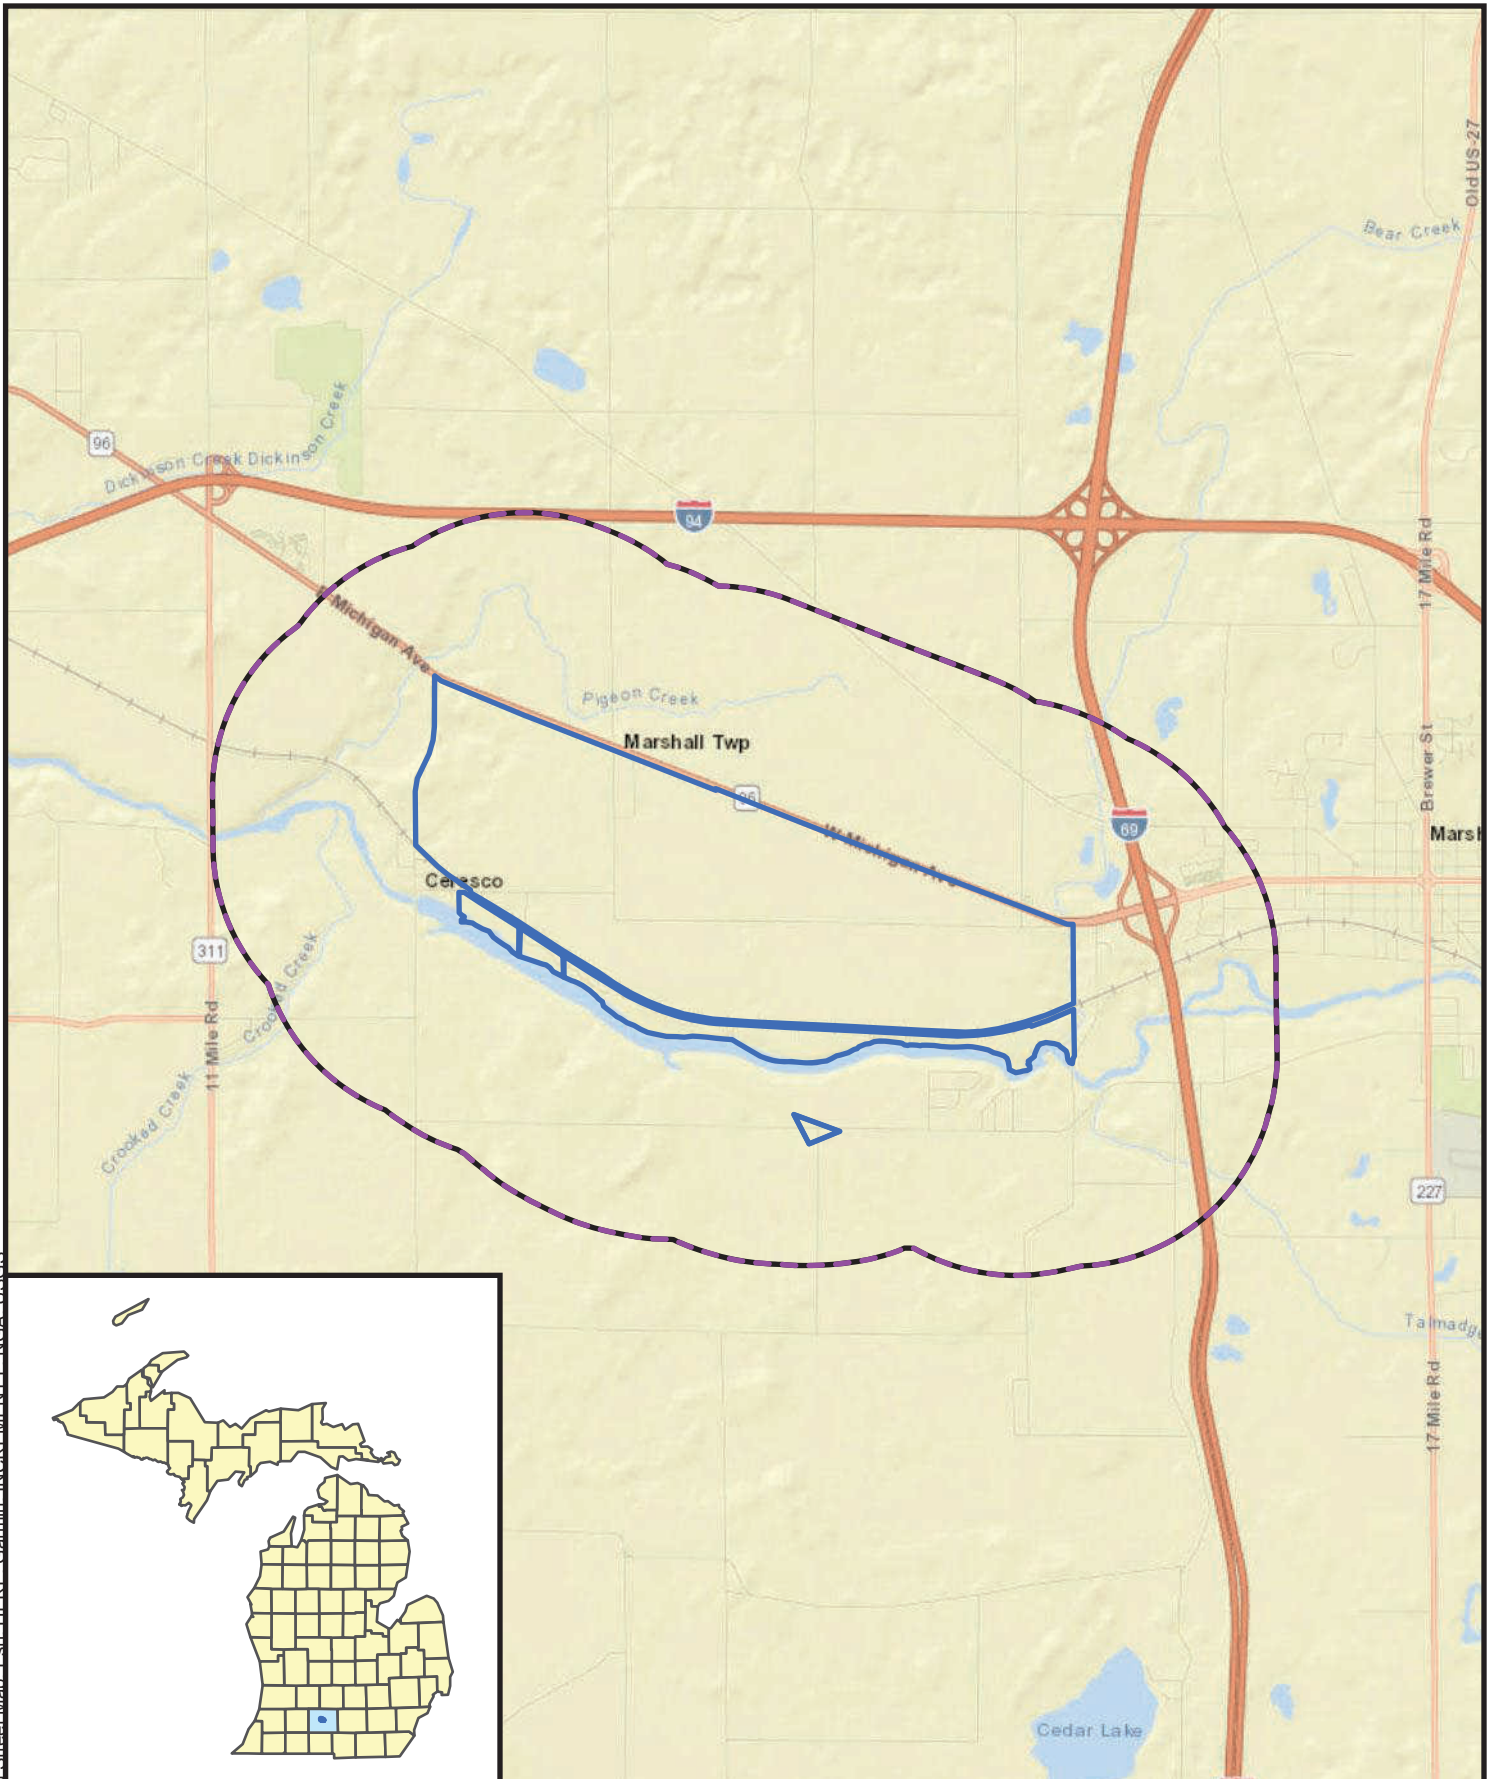 Old US-27
Bear Creek
96
Dickinson Creek
Dickinson Creek
94
17 Mile Rd
E Michigan Ave
Pigeon Creek
Marshall Twp
96
Brewer St
69
W Michigan Ave
Marsh
Ceresco
311
Crooked Creek
11 Mile Rd
Crooked Creek
227
Talmadge
17 Mile Rd
Cedar Lake